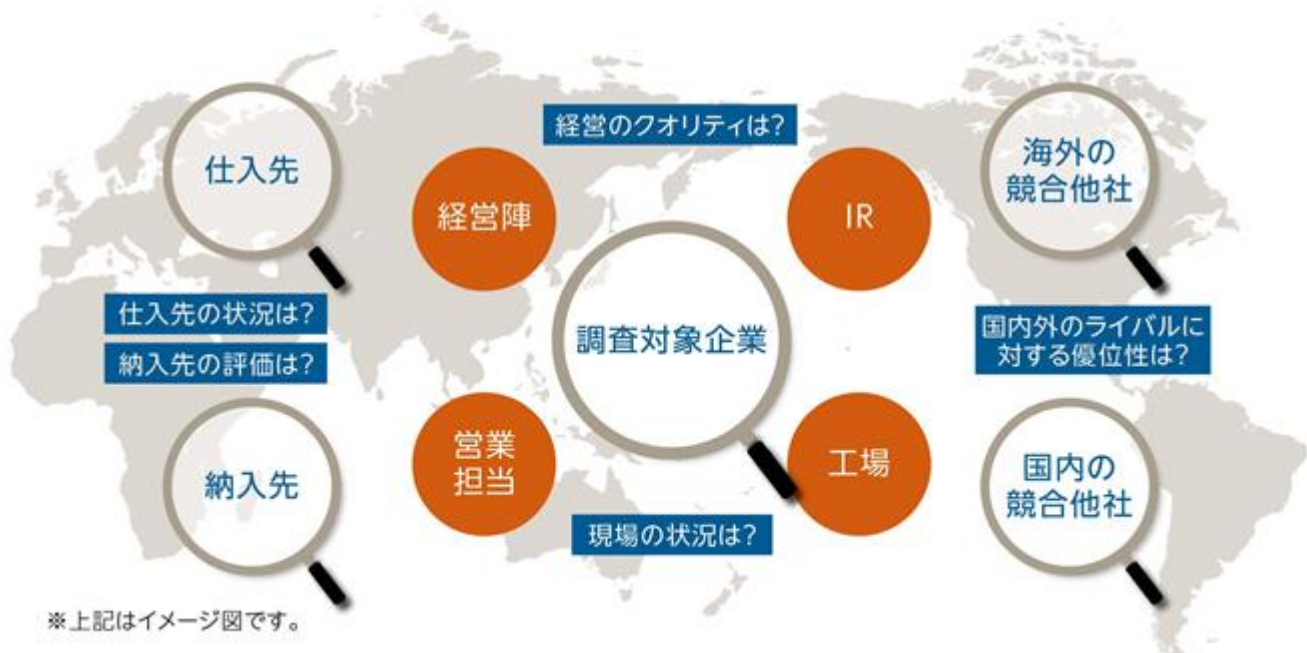 仕入先
仕入先の状況は?
納入先の評価は?
納入先
経営のクオリティは?
経営陣
IR
調査対象企業
営業
担当
工場
現場の状況は?
海外の
競合他社
国内外のライバルに
対する優位性は?
国内の
競合他社
※上記はイメージ図です。